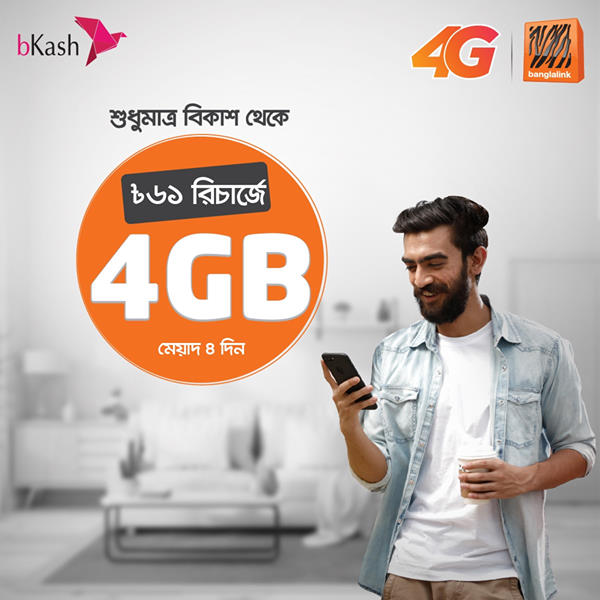 bKash
4G
banglalink
শুধুমাত্র বিকাশ থেকে
৳৬১ রিচার্জে
4GB
মেয়াদ ৪ দিন